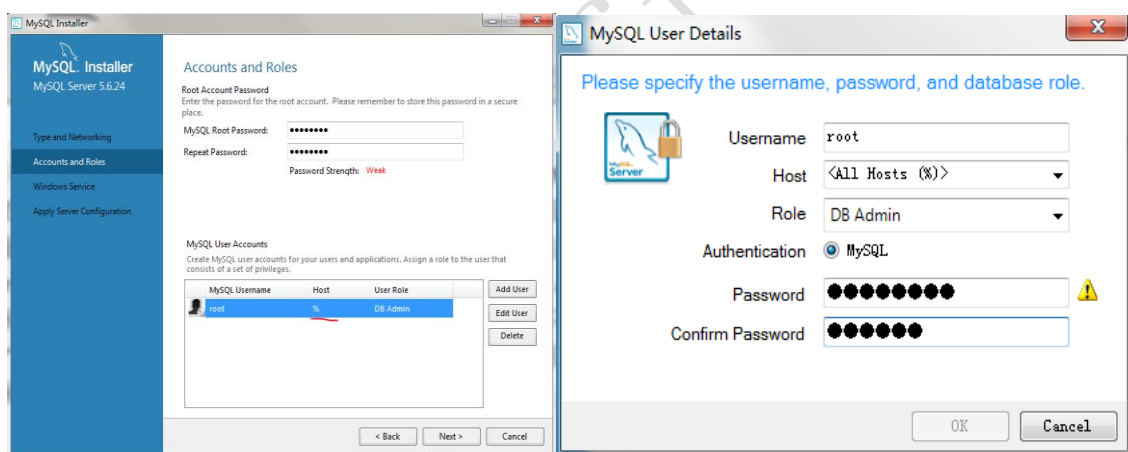 MySQL Installer
MySQL. Installer
MySQL Server 5.6.24
Type and Networking
Accounts and Roles
Windows Service
Apply Server Configuration
Accounts and Roles
Root Account Password
Enter the password for the root account. Please remember to store this password in a secure
place.
MySQL Root Password: ●●●●●●●●
Repeat Password: ●●●●●●●●
Password Strength: Weak
MySQL User Accounts
Create MySQL user accounts for your users and applications. Assign a role to the user that
consists of a set of privileges.
MySQL Username Host User Role
root % DB Admin
Add User
Edit User
Delete
< Back Next > Cancel
MySQL User Details
Please specify the username, password, and database role.
MySQL
Server
Username root
Host <All Hosts (%)>
Role DB Admin
Authentication MySQL
Password ●●●●●●●●
Confirm Password ●●●●●●
OK Cancel